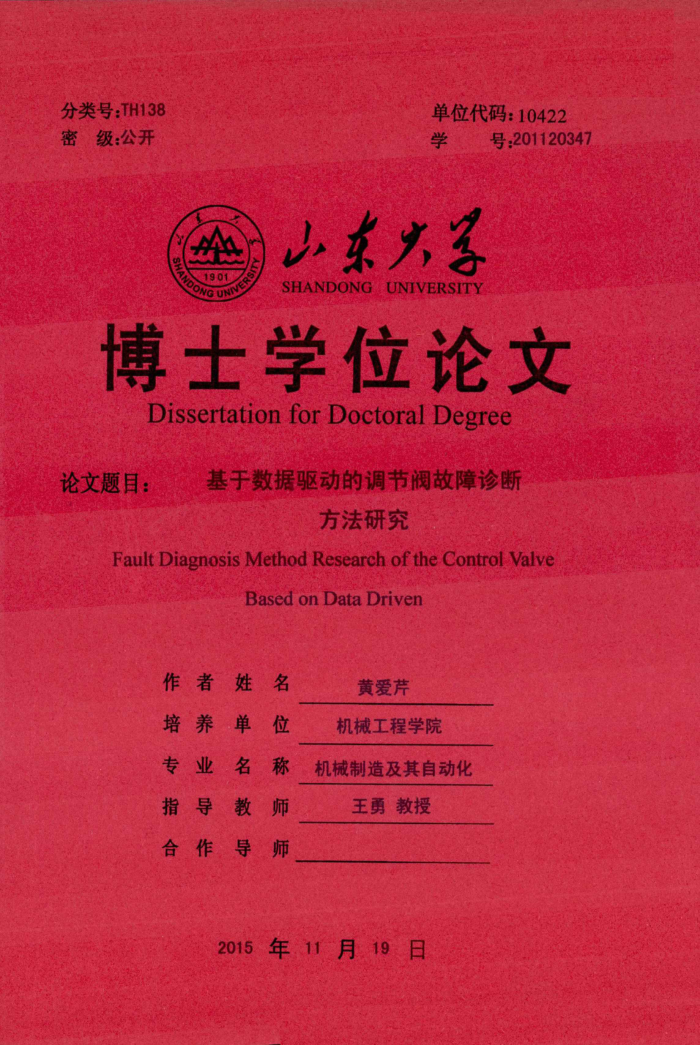 分类号:TH138
单位代码:10422
密 级:公开
学 号:201120347
山东大学
SHANDONG UNIVERSITY
山东大学
1901
SHANDONG UNIVERSITY
博士学位论文
Dissertation for Doctoral Degree
论文题目: 基于数据驱动的调节阀故障诊断
方法研究
Fault Diagnosis Method Research of the Control Valve
Based on Data Driven
作者姓名 黄爱芹
培养单位 机械工程学院
专业名称 机械制造及其自动化
指导教师 王勇 教授
合作导师
2015 年 11 月 19 日